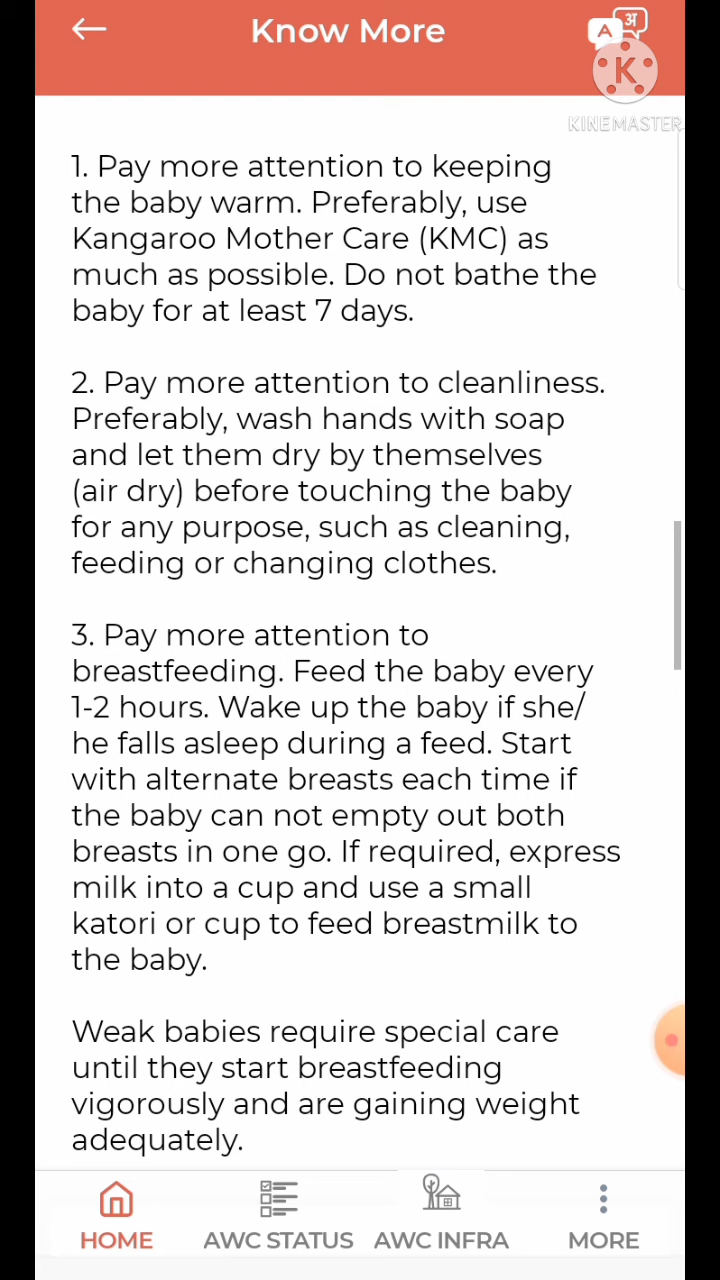 Know More
A अ
K
KINEMASTER
1. Pay more attention to keeping
the baby warm. Preferably, use
Kangaroo Mother Care (KMC) as
much as possible. Do not bathe the
baby for at least 7 days.
2. Pay more attention to cleanliness.
Preferably, wash hands with soap
and let them dry by themselves
(air dry) before touching the baby
for any purpose, such as cleaning,
feeding or changing clothes.
3. Pay more attention to
breastfeeding. Feed the baby every
1-2 hours. Wake up the baby if she/
he falls asleep during a feed. Start
with alternate breasts each time if
the baby can not empty out both
breasts in one go. If required, express
milk into a cup and use a small
katori or cup to feed breastmilk to
the baby.
Weak babies require special care
until they start breastfeeding
vigorously and are gaining weight
adequately.
HOME AWC STATUS AWC INFRA MORE